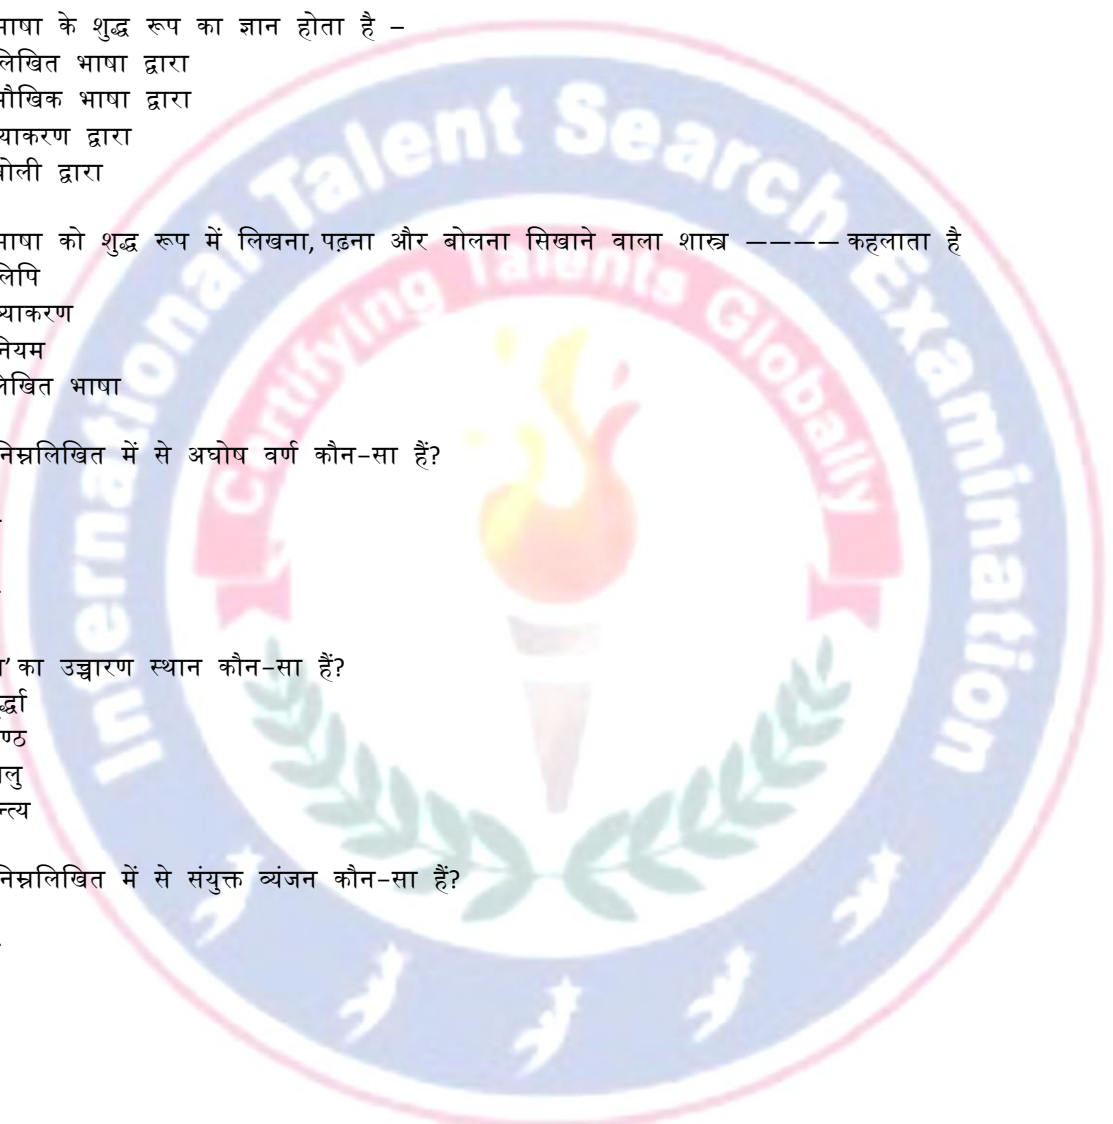 भाषा के शुद्ध रूप का ज्ञान होता है –
लिखित भाषा द्वारा
मौखिक भाषा द्वारा
याकरण द्वारा
बोली द्वारा
भाषा को शुद्ध रूप में लिखना, पढ़ना और बोलना सिखाने वाला शास्त्र ———— कहलाता है
लिपि
व्याकरण
नियम
लेखित भाषा
निम्नलिखित में से अघोष वर्ण कौन–सा हैं?
का उच्चारण स्थान कौन–सा हैं?
र्द्धा
ण्ठ
लु
न्त्य
निम्नलिखित में से संयुक्त व्यंजन कौन–सा हैं?
International Talent Search Examination
Certifying Talents Globally